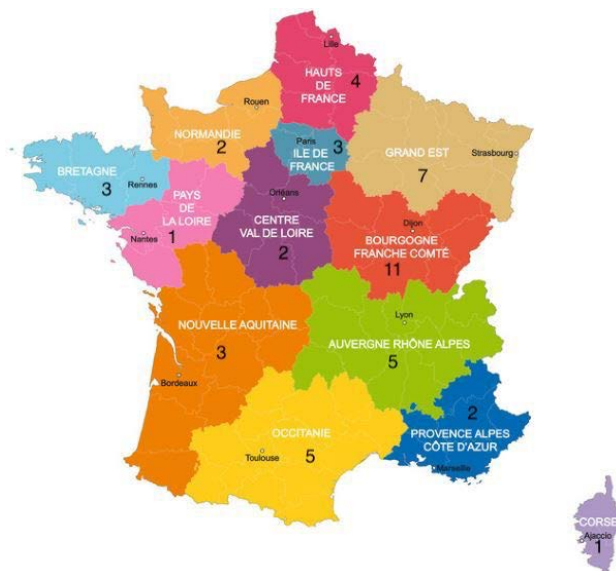 Lille
HAUTS
DE
FRANCE
4
Rouen
NORMANDIE
2
Paris
3
ILE DE
FRANCE
GRAND EST
Strasbourg
7
BRETAGNE
3
Rennes
PAYS
DE
LA LOIRE
Nantes
1
Orléans
CENTRE
VAL DE LOIRE
2
Dijon
BOURGOGNE
FRANCHE COMTÉ
11
NOUVELLE AQUITAINE
3
Bordeaux
Lyon
AUVERGNE RHÔNE ALPES
5
OCCITANIE
Toulouse
5
2
PROVENCE ALPES
CÔTE D'AZUR
Marseille
CORSE
Ajaccio
1